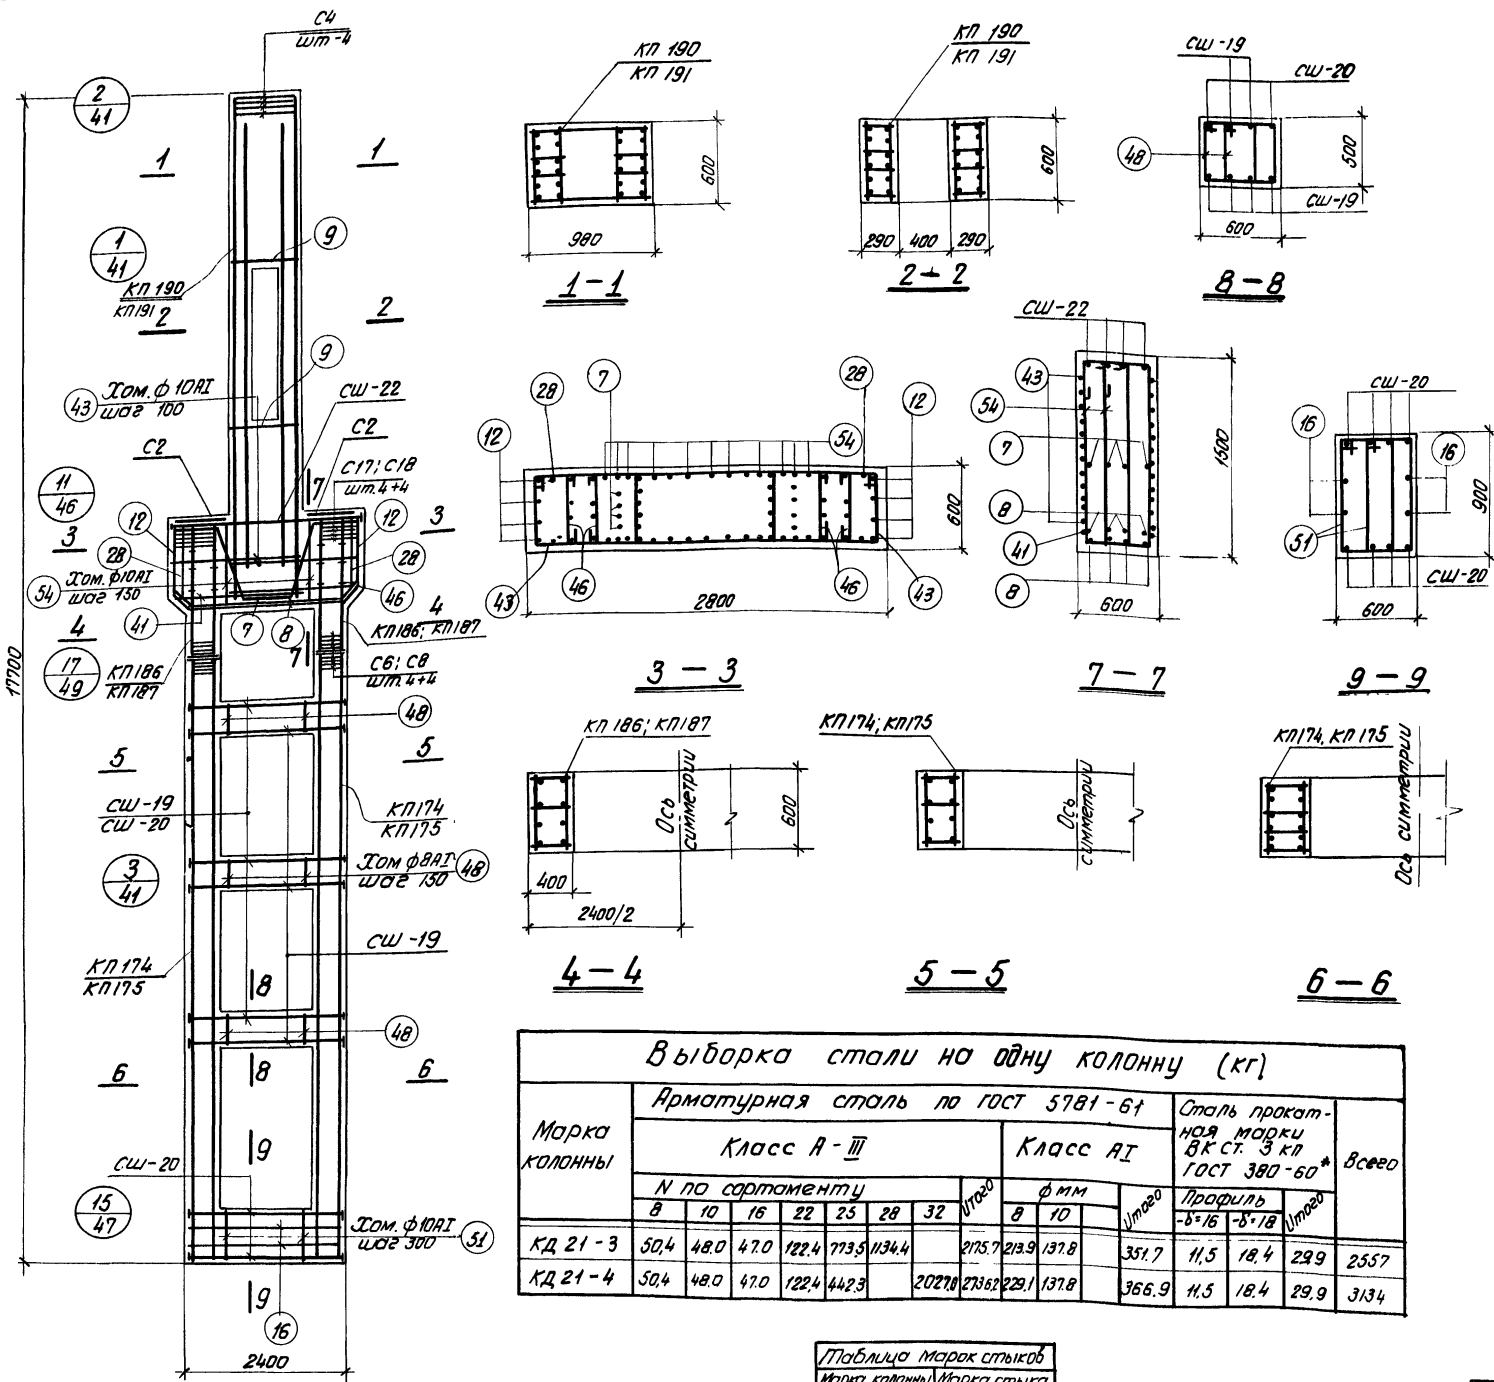 С4
шт-4
2
41
1
1
1
41
9
КП 190
КП191
2
2
9
43
Хом. ф 10АI
шаг 100
СШ-22
С2
С2
7
С17; С18
шт. 4+4
11
46
12
12
3
3
28
28
54
Хом. ф10АI
шаг 150
46
41
7
8
4
4
КП186; КП187
7
17
49
КП186
КП187
С6; С8
шт. 4+4
48
5
5
СШ-19
СШ-20
КП174
КП175
3
41
Хом ф8АI
шаг 150
48
СШ-19
КП 174
КП175
8
48
8
6
6
9
СШ-20
15
47
Хом. ф10АI
шаг 300
51
9
16
2400
17700
КП 190
КП 191
600
980
1-1
КП 190
КП 191
600
290
400
290
2-2
СШ-19
СШ-20
48
500
СШ-19
600
8-8
12
28
7
28
12
54
43
46
46
43
600
2800
3-3
СШ-22
43
54
7
8
41
8
1500
600
7-7
СШ-20
16
16
51
900
СШ-20
600
9-9
КП 186; КП187
Ось симметрии
600
400
2400/2
4-4
КП174; КП175
Ось симметрии
5-5
КП174, КП 175
Ось симметрии
6-6
Выборка стали на одну колонну (кг)
Марка колонны
Арматурная сталь по ГОСТ 5781-61
Сталь прокатная марки ВК Ст. 3 кп ГОСТ 380-60*
Всего
Класс А-III
Класс АI
N по сортаменту
Итого
ф мм
Итого
Профиль
Итого
8 10 16 22 25 28 32
8 10
-δ=16 -δ=18
КД 21-3 50,4 48.0 47.0 122.4 773.5 1134.4 2175.7 213.9 137.8 351.7 11,5 18.4 29.9 2557
КД 21-4 50,4 48.0 47.0 122,4 442.3 2027.8 2736.2 229.1 137.8 366.9 11.5 18.4 29.9 3134
Таблица марок стыков
Марка колонны Марка стыка